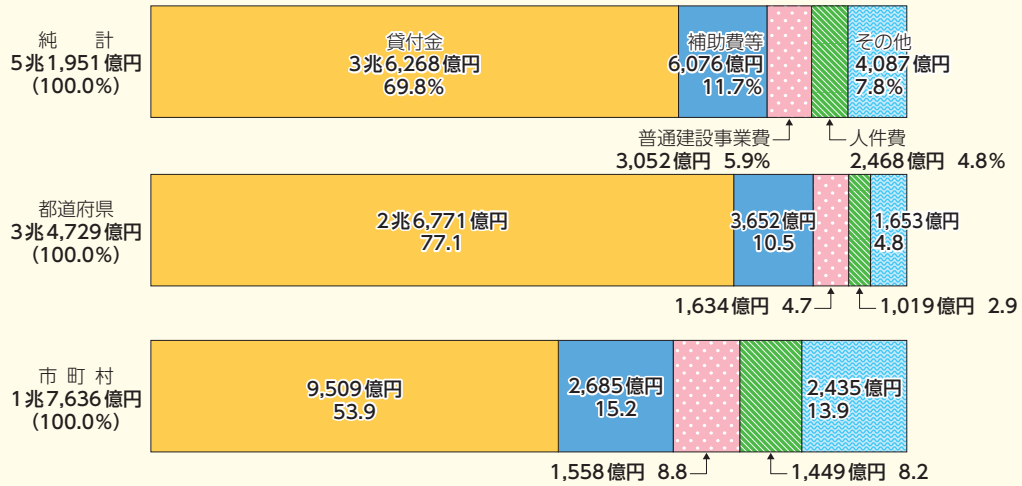 純 計
5兆1,951億円
(100.0%)
貸付金
3兆6,268億円
69.8%
補助費等
6,076億円
11.7%
その他
4,087億円
7.8%
普通建設事業費
3,052億円 5.9%
人件費
2,468億円 4.8%
都道府県
3兆4,729億円
(100.0%)
2兆6,771億円
77.1
3,652億円
10.5
1,653億円
4.8
1,634億円 4.7
1,019億円 2.9
市 町 村
1兆7,636億円
(100.0%)
9,509億円
53.9
2,685億円
15.2
2,435億円
13.9
1,558億円 8.8
1,449億円 8.2